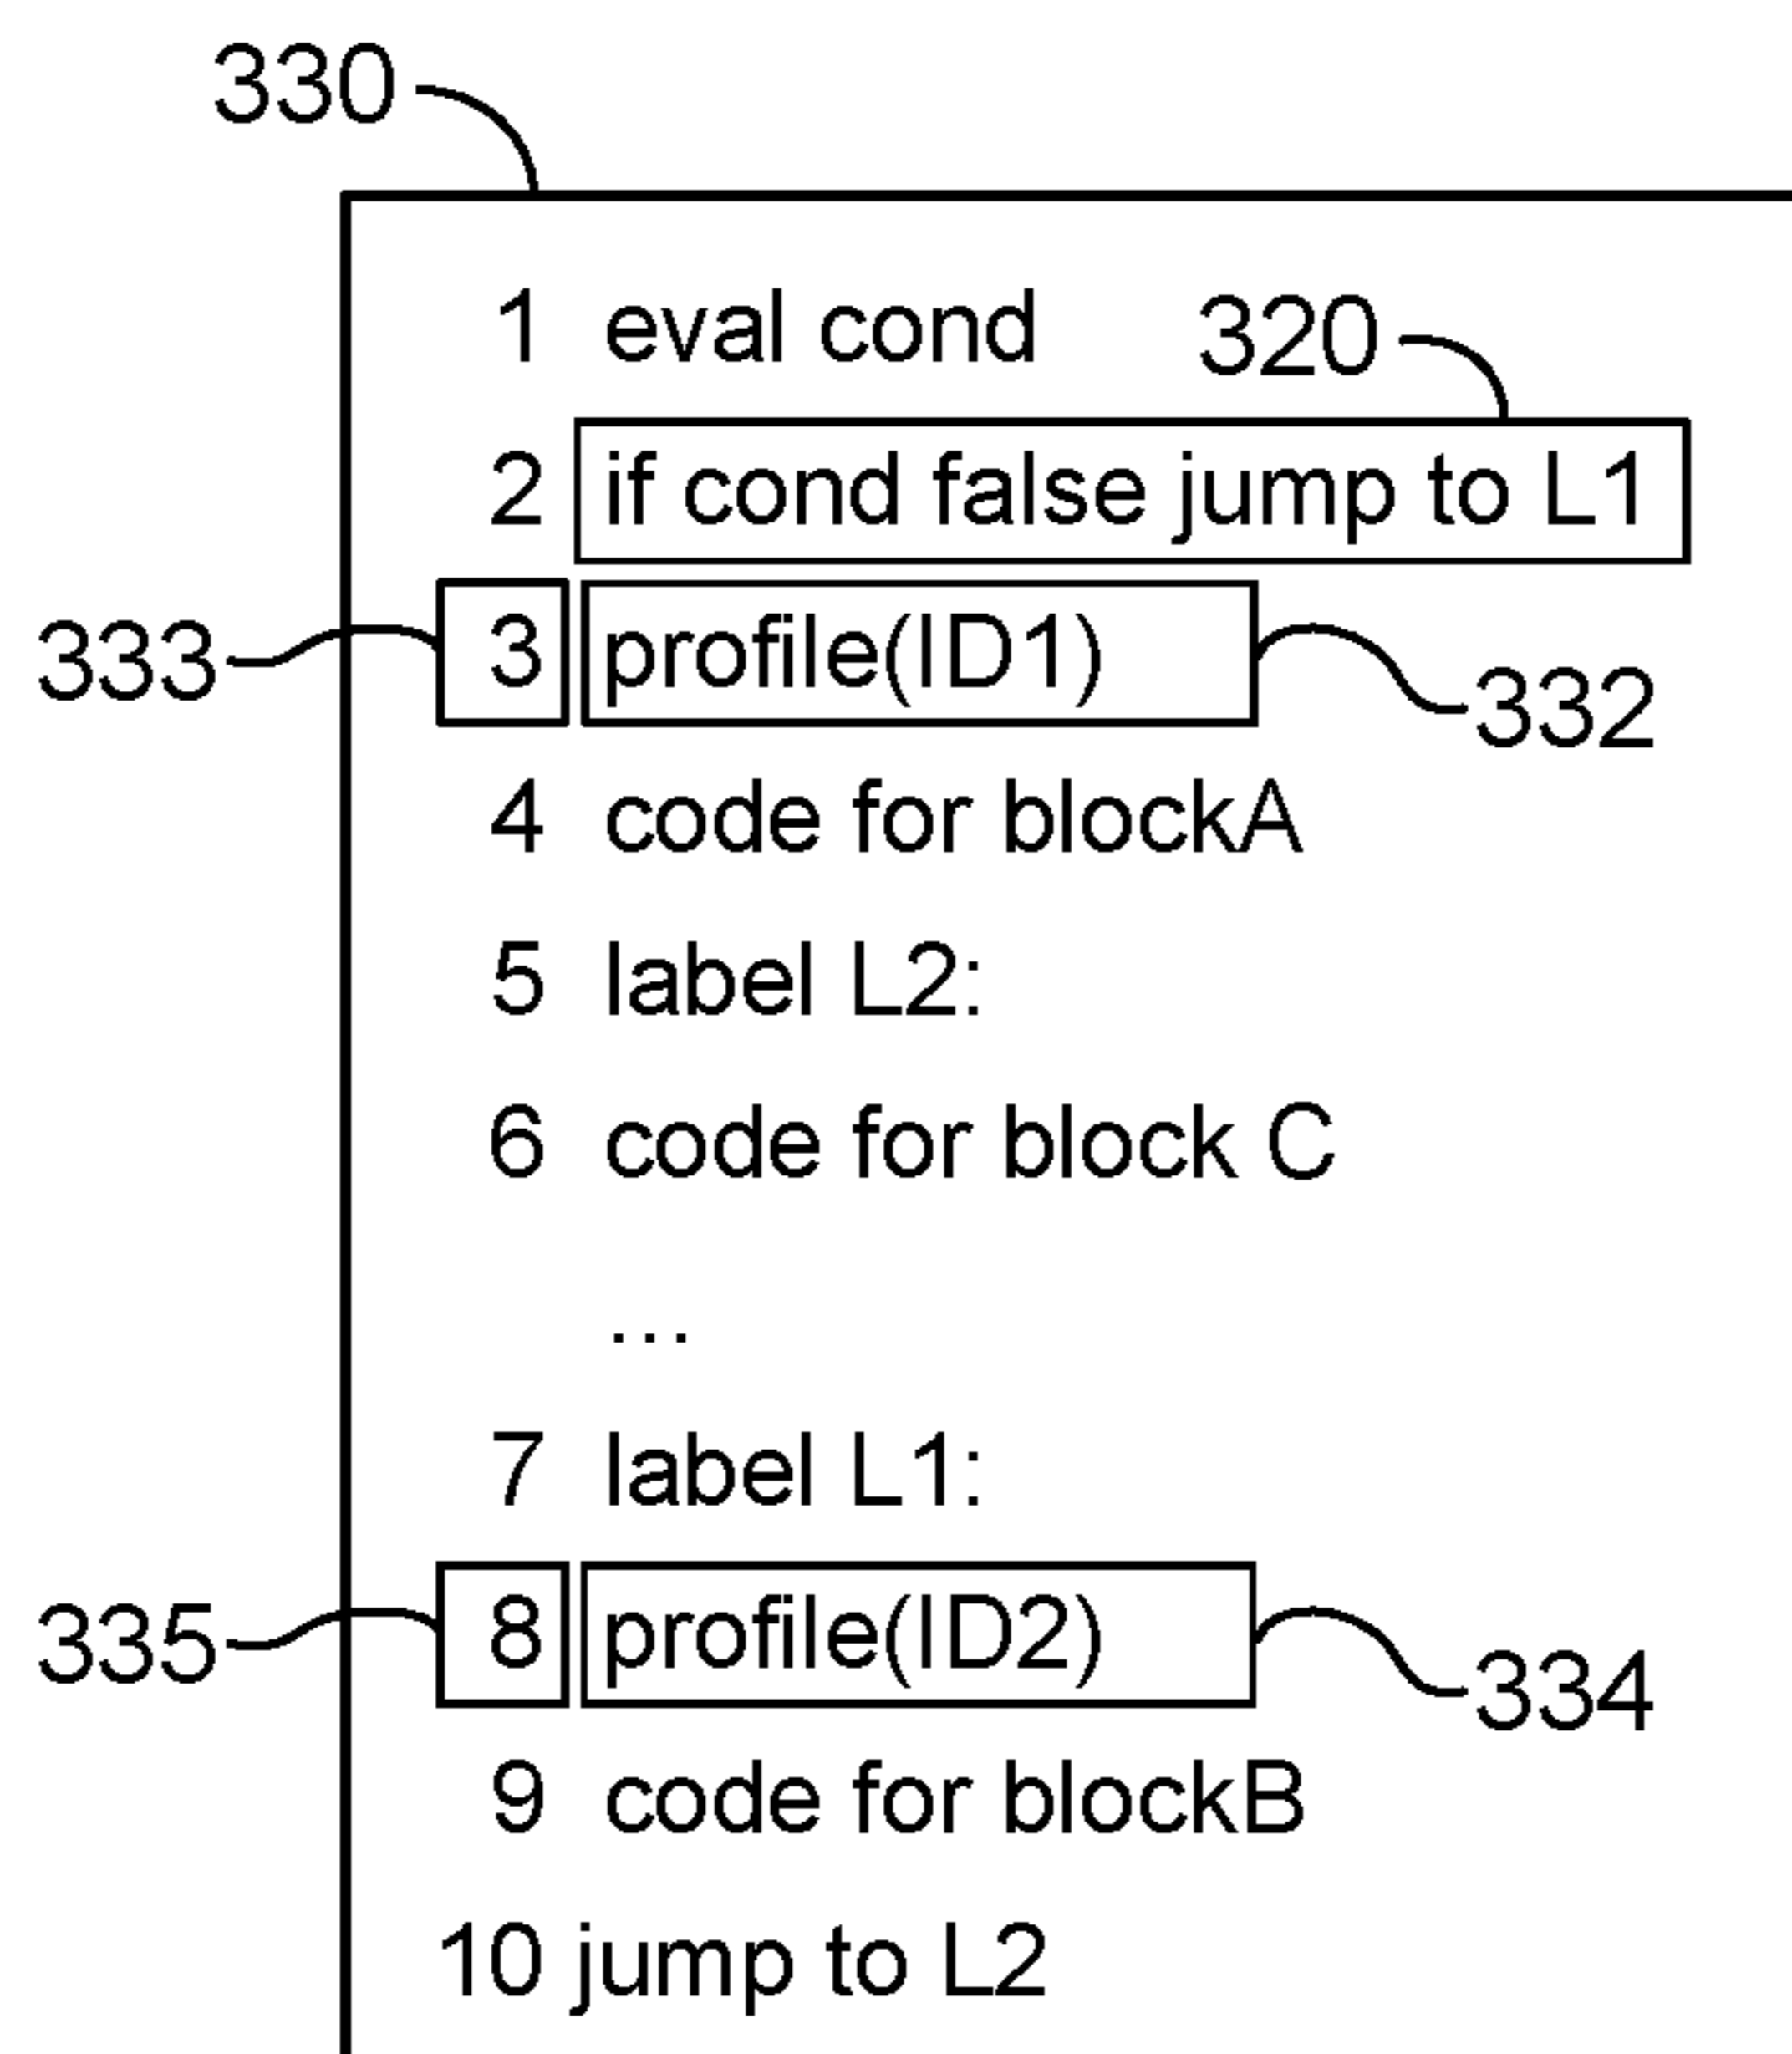 330
1 eval cond 320
2 if cond false jump to L1
333 3 profile(ID1) 332
4 code for blockA
5 label L2:
6 code for block C
...
7 label L1:
335 8 profile(ID2) 334
9 code for blockB
10 jump to L2